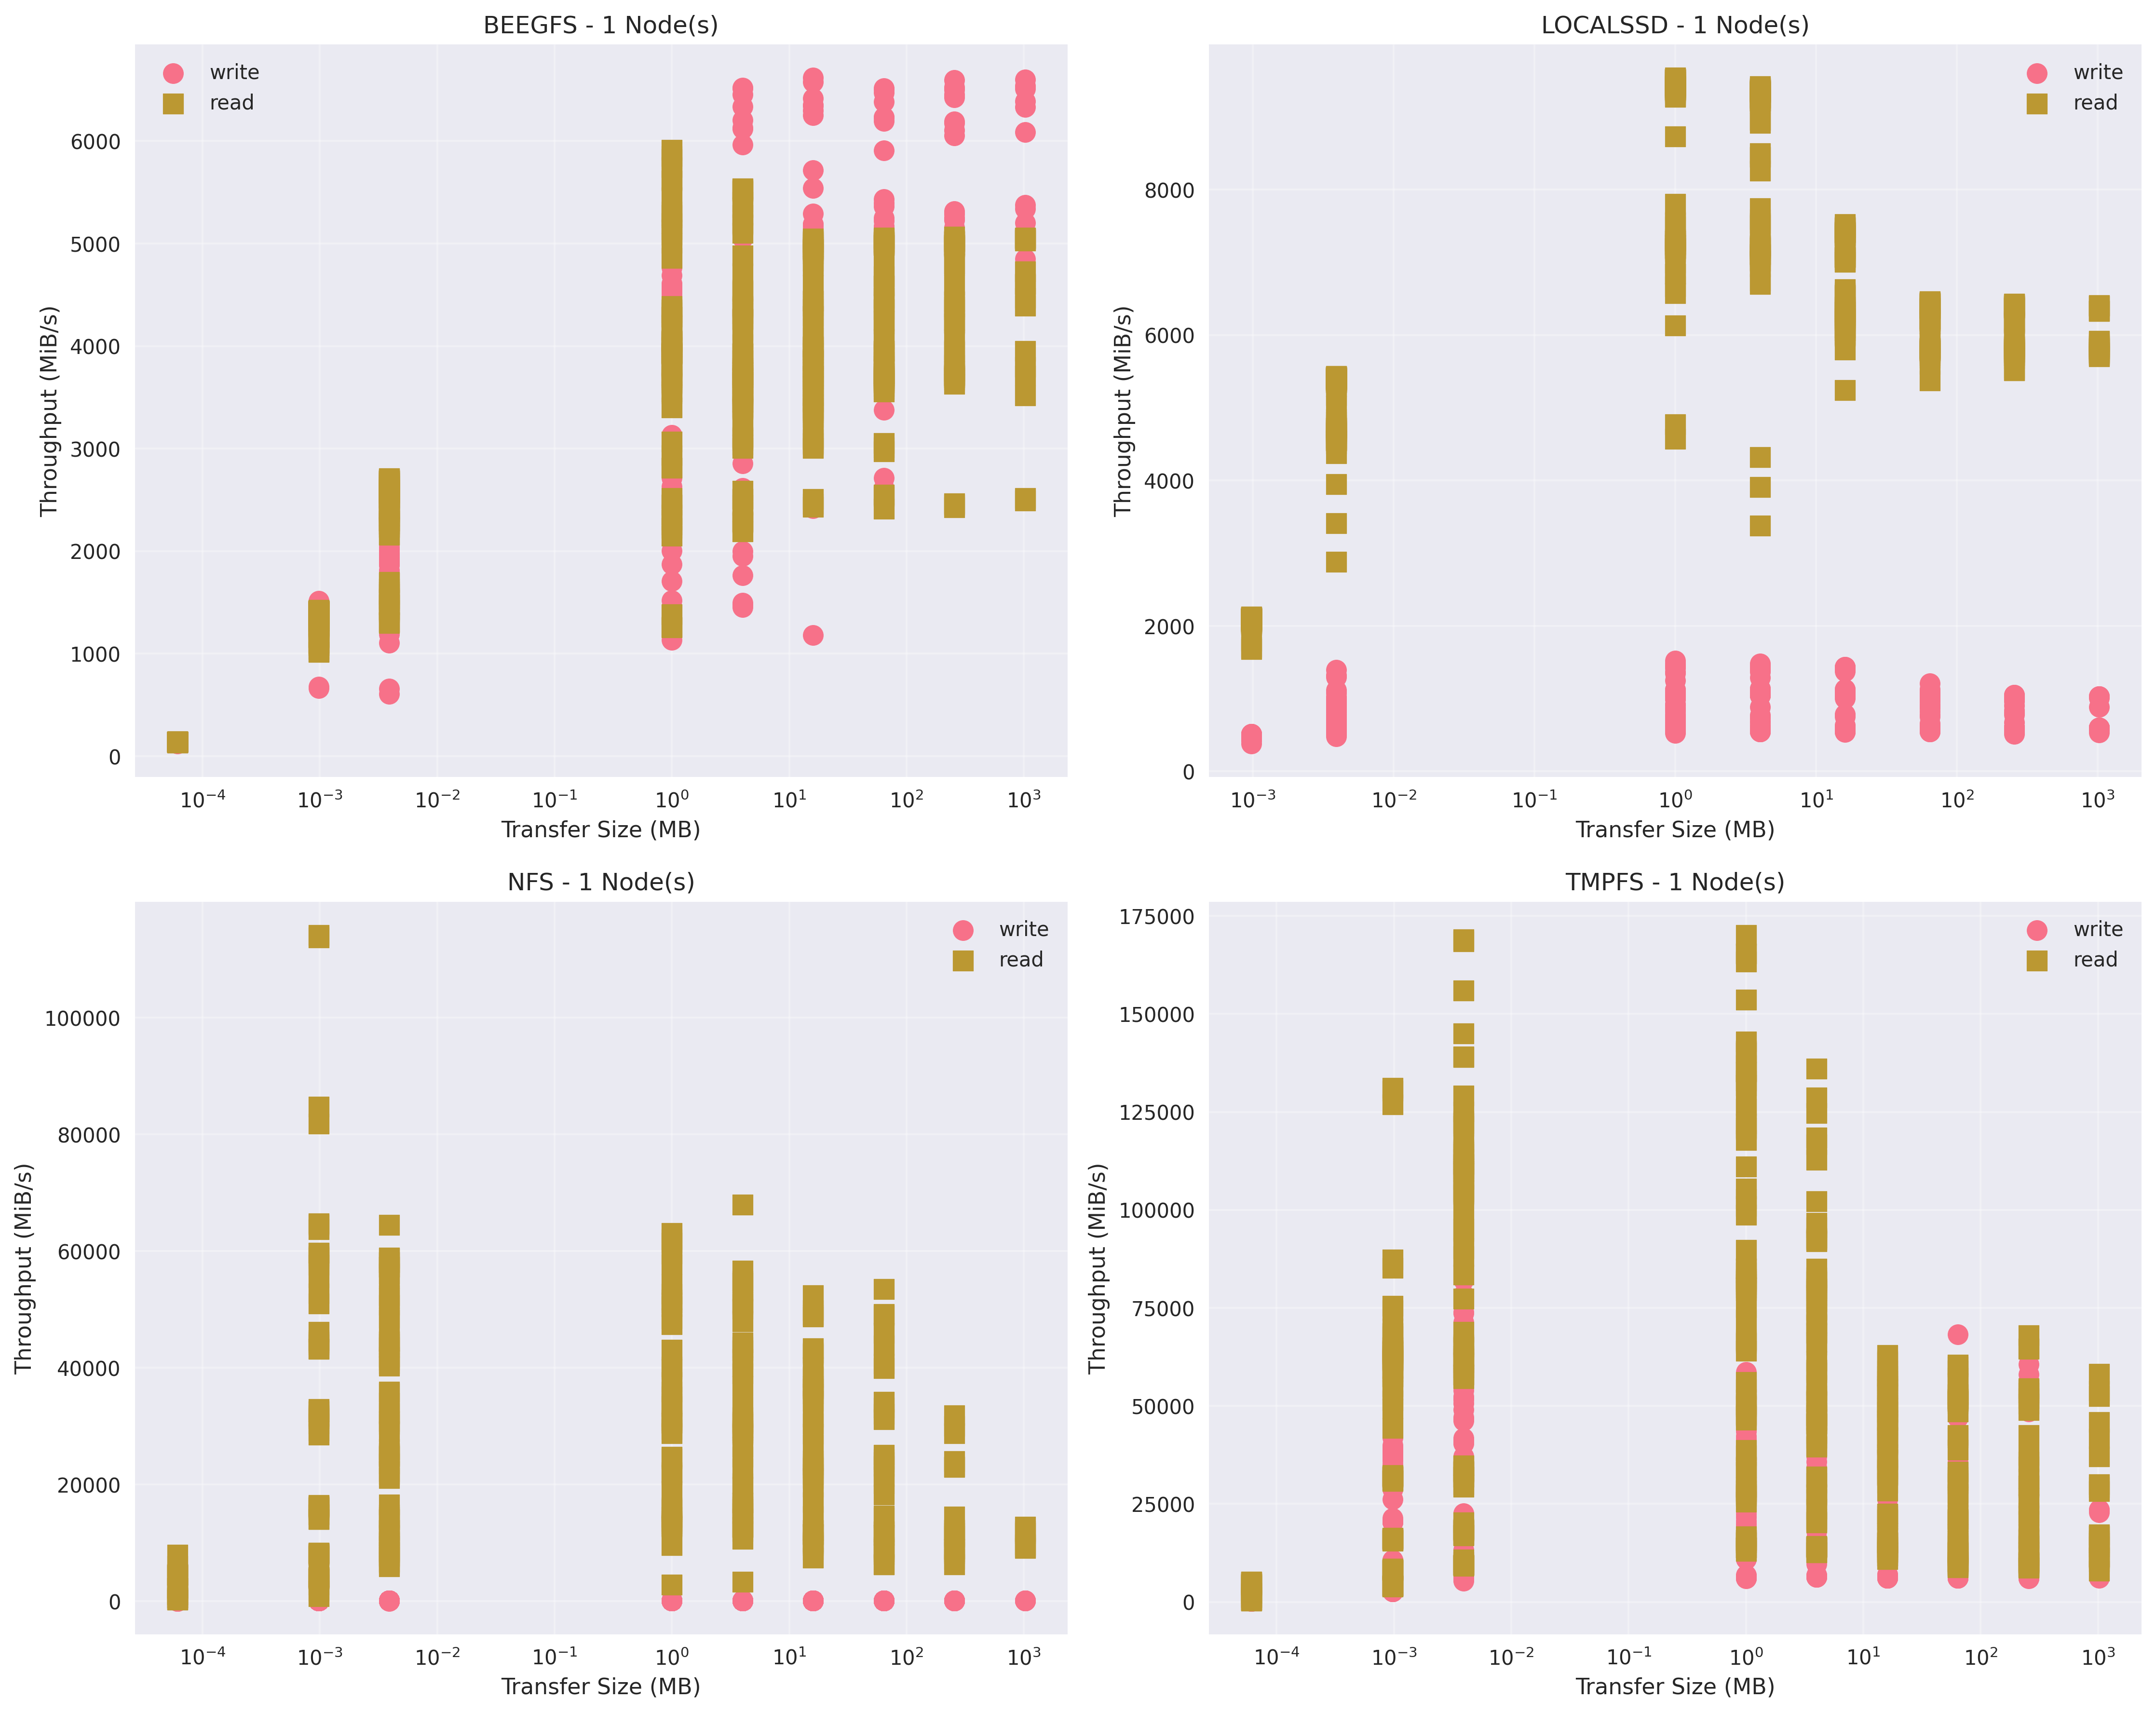 BEEGFS - 1 Node(s)
write
read
Throughput (MiB/s)
6000
5000
4000
3000
2000
1000
0
10⁻⁴ 10⁻³ 10⁻² 10⁻¹ 10⁰ 10¹ 10² 10³
Transfer Size (MB)
LOCALSSD - 1 Node(s)
write
read
Throughput (MiB/s)
8000
6000
4000
2000
0
10⁻³ 10⁻² 10⁻¹ 10⁰ 10¹ 10² 10³
Transfer Size (MB)
NFS - 1 Node(s)
write
read
Throughput (MiB/s)
100000
80000
60000
40000
20000
0
10⁻⁴ 10⁻³ 10⁻² 10⁻¹ 10⁰ 10¹ 10² 10³
Transfer Size (MB)
TMPFS - 1 Node(s)
write
read
Throughput (MiB/s)
175000
150000
125000
100000
75000
50000
25000
0
10⁻⁴ 10⁻³ 10⁻² 10⁻¹ 10⁰ 10¹ 10² 10³
Transfer Size (MB)